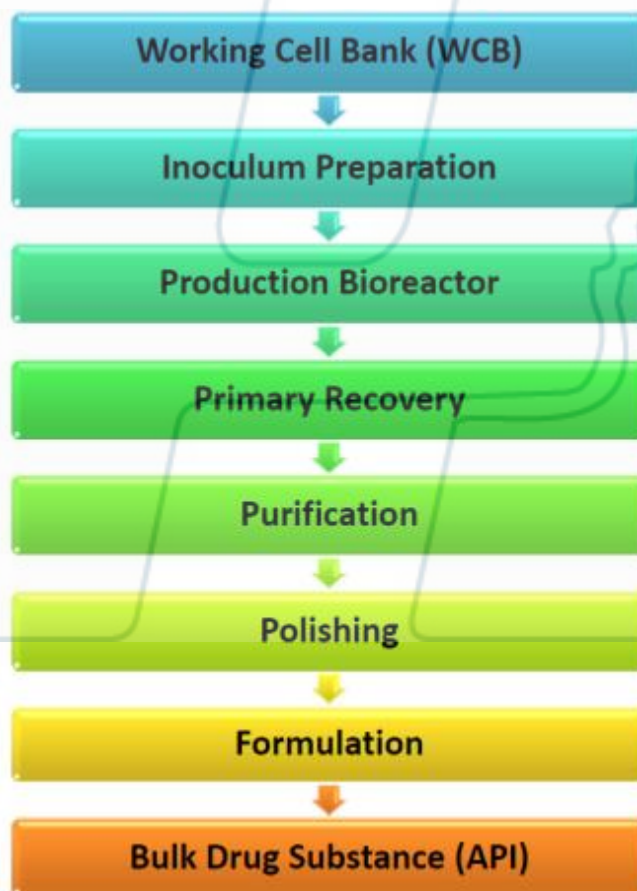 Working Cell Bank (WCB)
Inoculum Preparation
Production Bioreactor
Primary Recovery
Purification
Polishing
Formulation
Bulk Drug Substance (API)